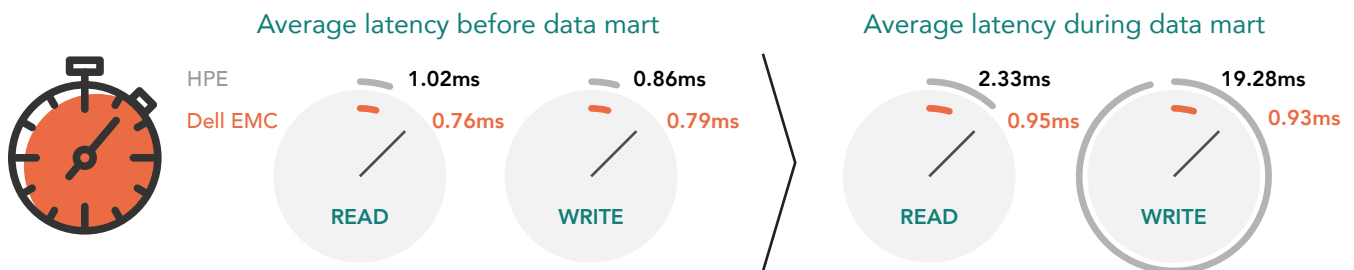 Average latency before data mart
HPE
Dell EMC
1.02ms
0.76ms
READ
0.86ms
0.79ms
WRITE
Average latency during data mart
2.33ms
0.95ms
READ
19.28ms
0.93ms
WRITE